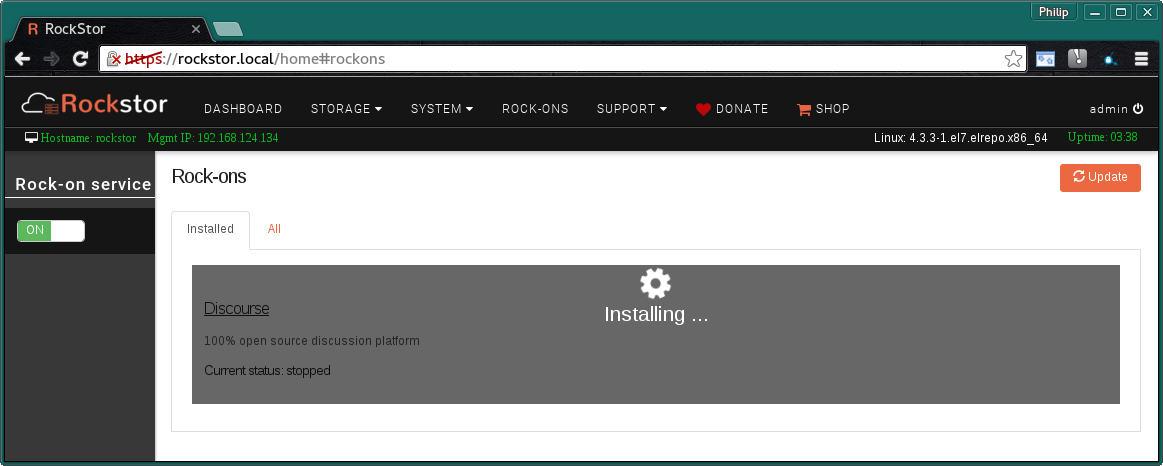 Philip
R RockStor
https://rockstor.local/home#rockons
Rockstor DASHBOARD STORAGE SYSTEM ROCK-ONS SUPPORT DONATE SHOP admin
Hostname: rockstor Mgmt IP: 192.168.124.134 Linux: 4.3.3-1.el7.elrepo.x86_64 Uptime: 03:38
Rock-on service
ON
Rock-ons
Update
Installed All
Installing ...
Discourse
100% open source discussion platform
Current status: stopped